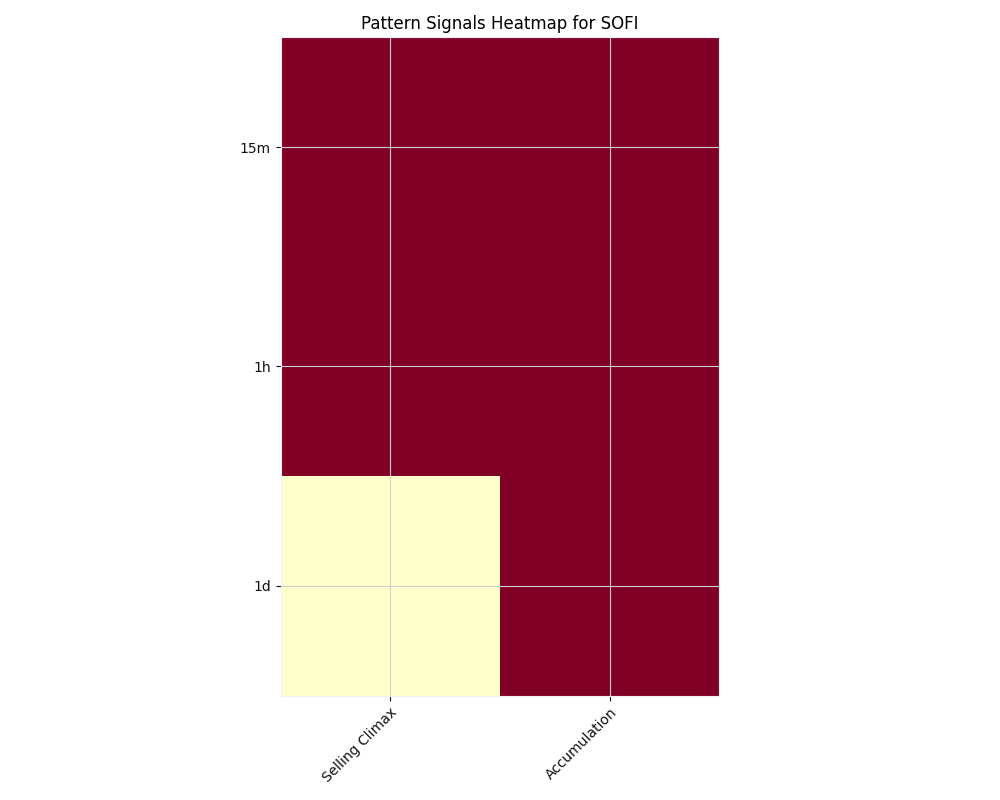 Pattern Signals Heatmap for SOFI
15m
1h
1d
Selling Climax
Accumulation